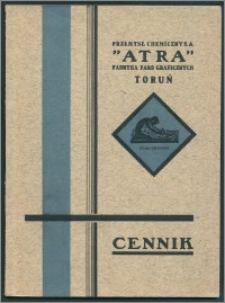 PRZEMYSŁ CHEMICZNY S.A.
"ATRA"
FABRYKA FARB GRAFICZNYCH
TORUŃ
CENNIK